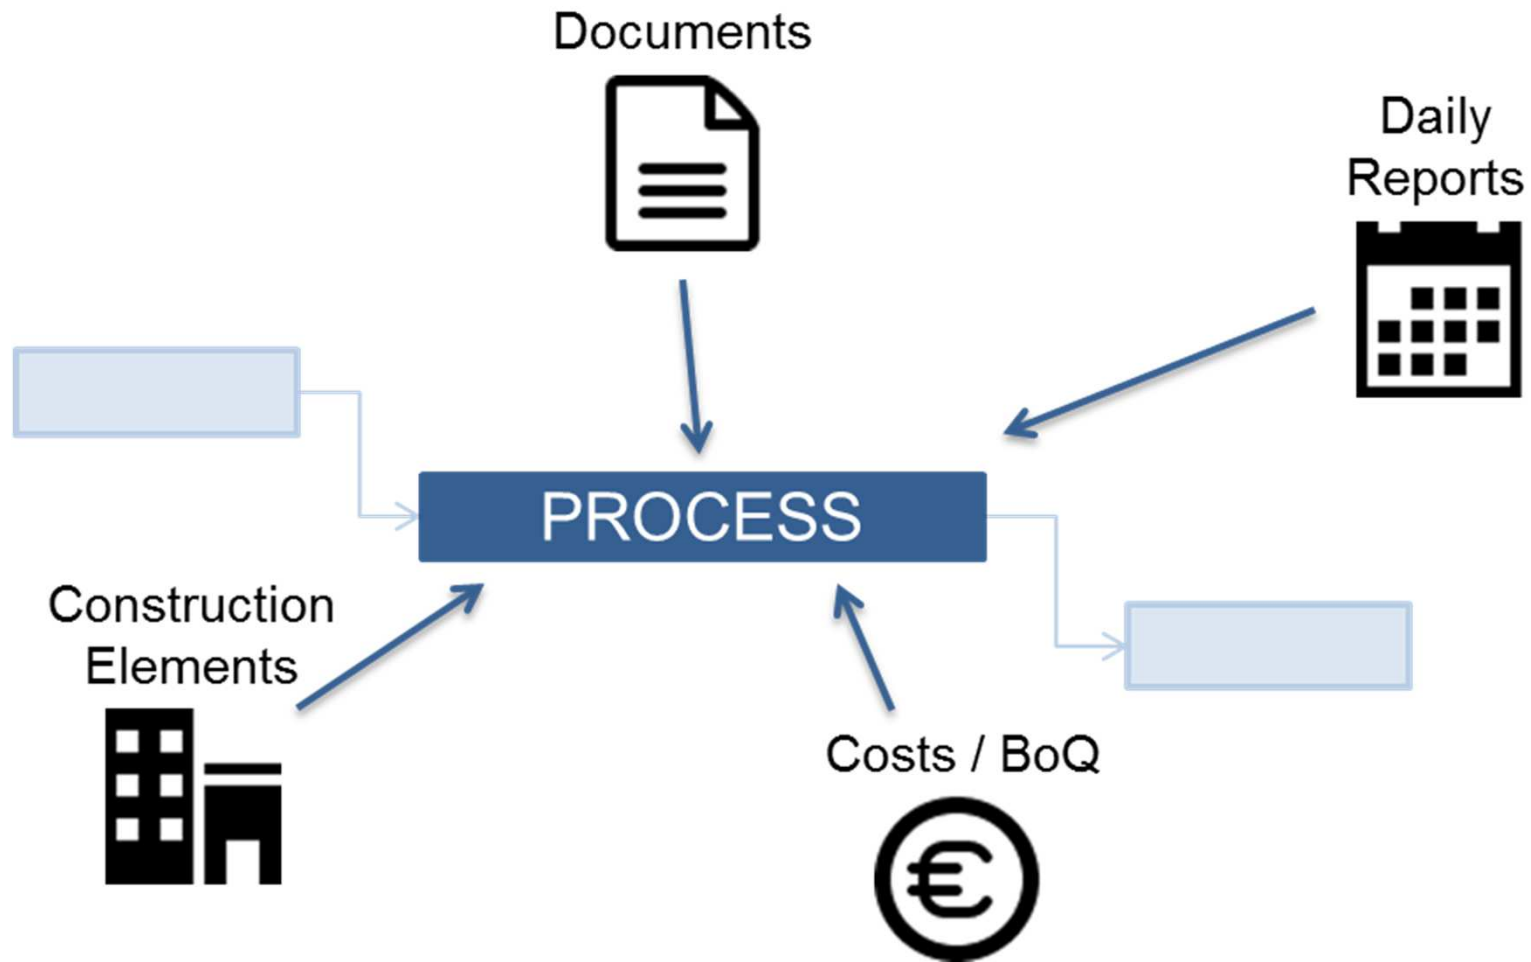 Documents
Daily
Reports
PROCESS
Construction
Elements
Costs / BoQ